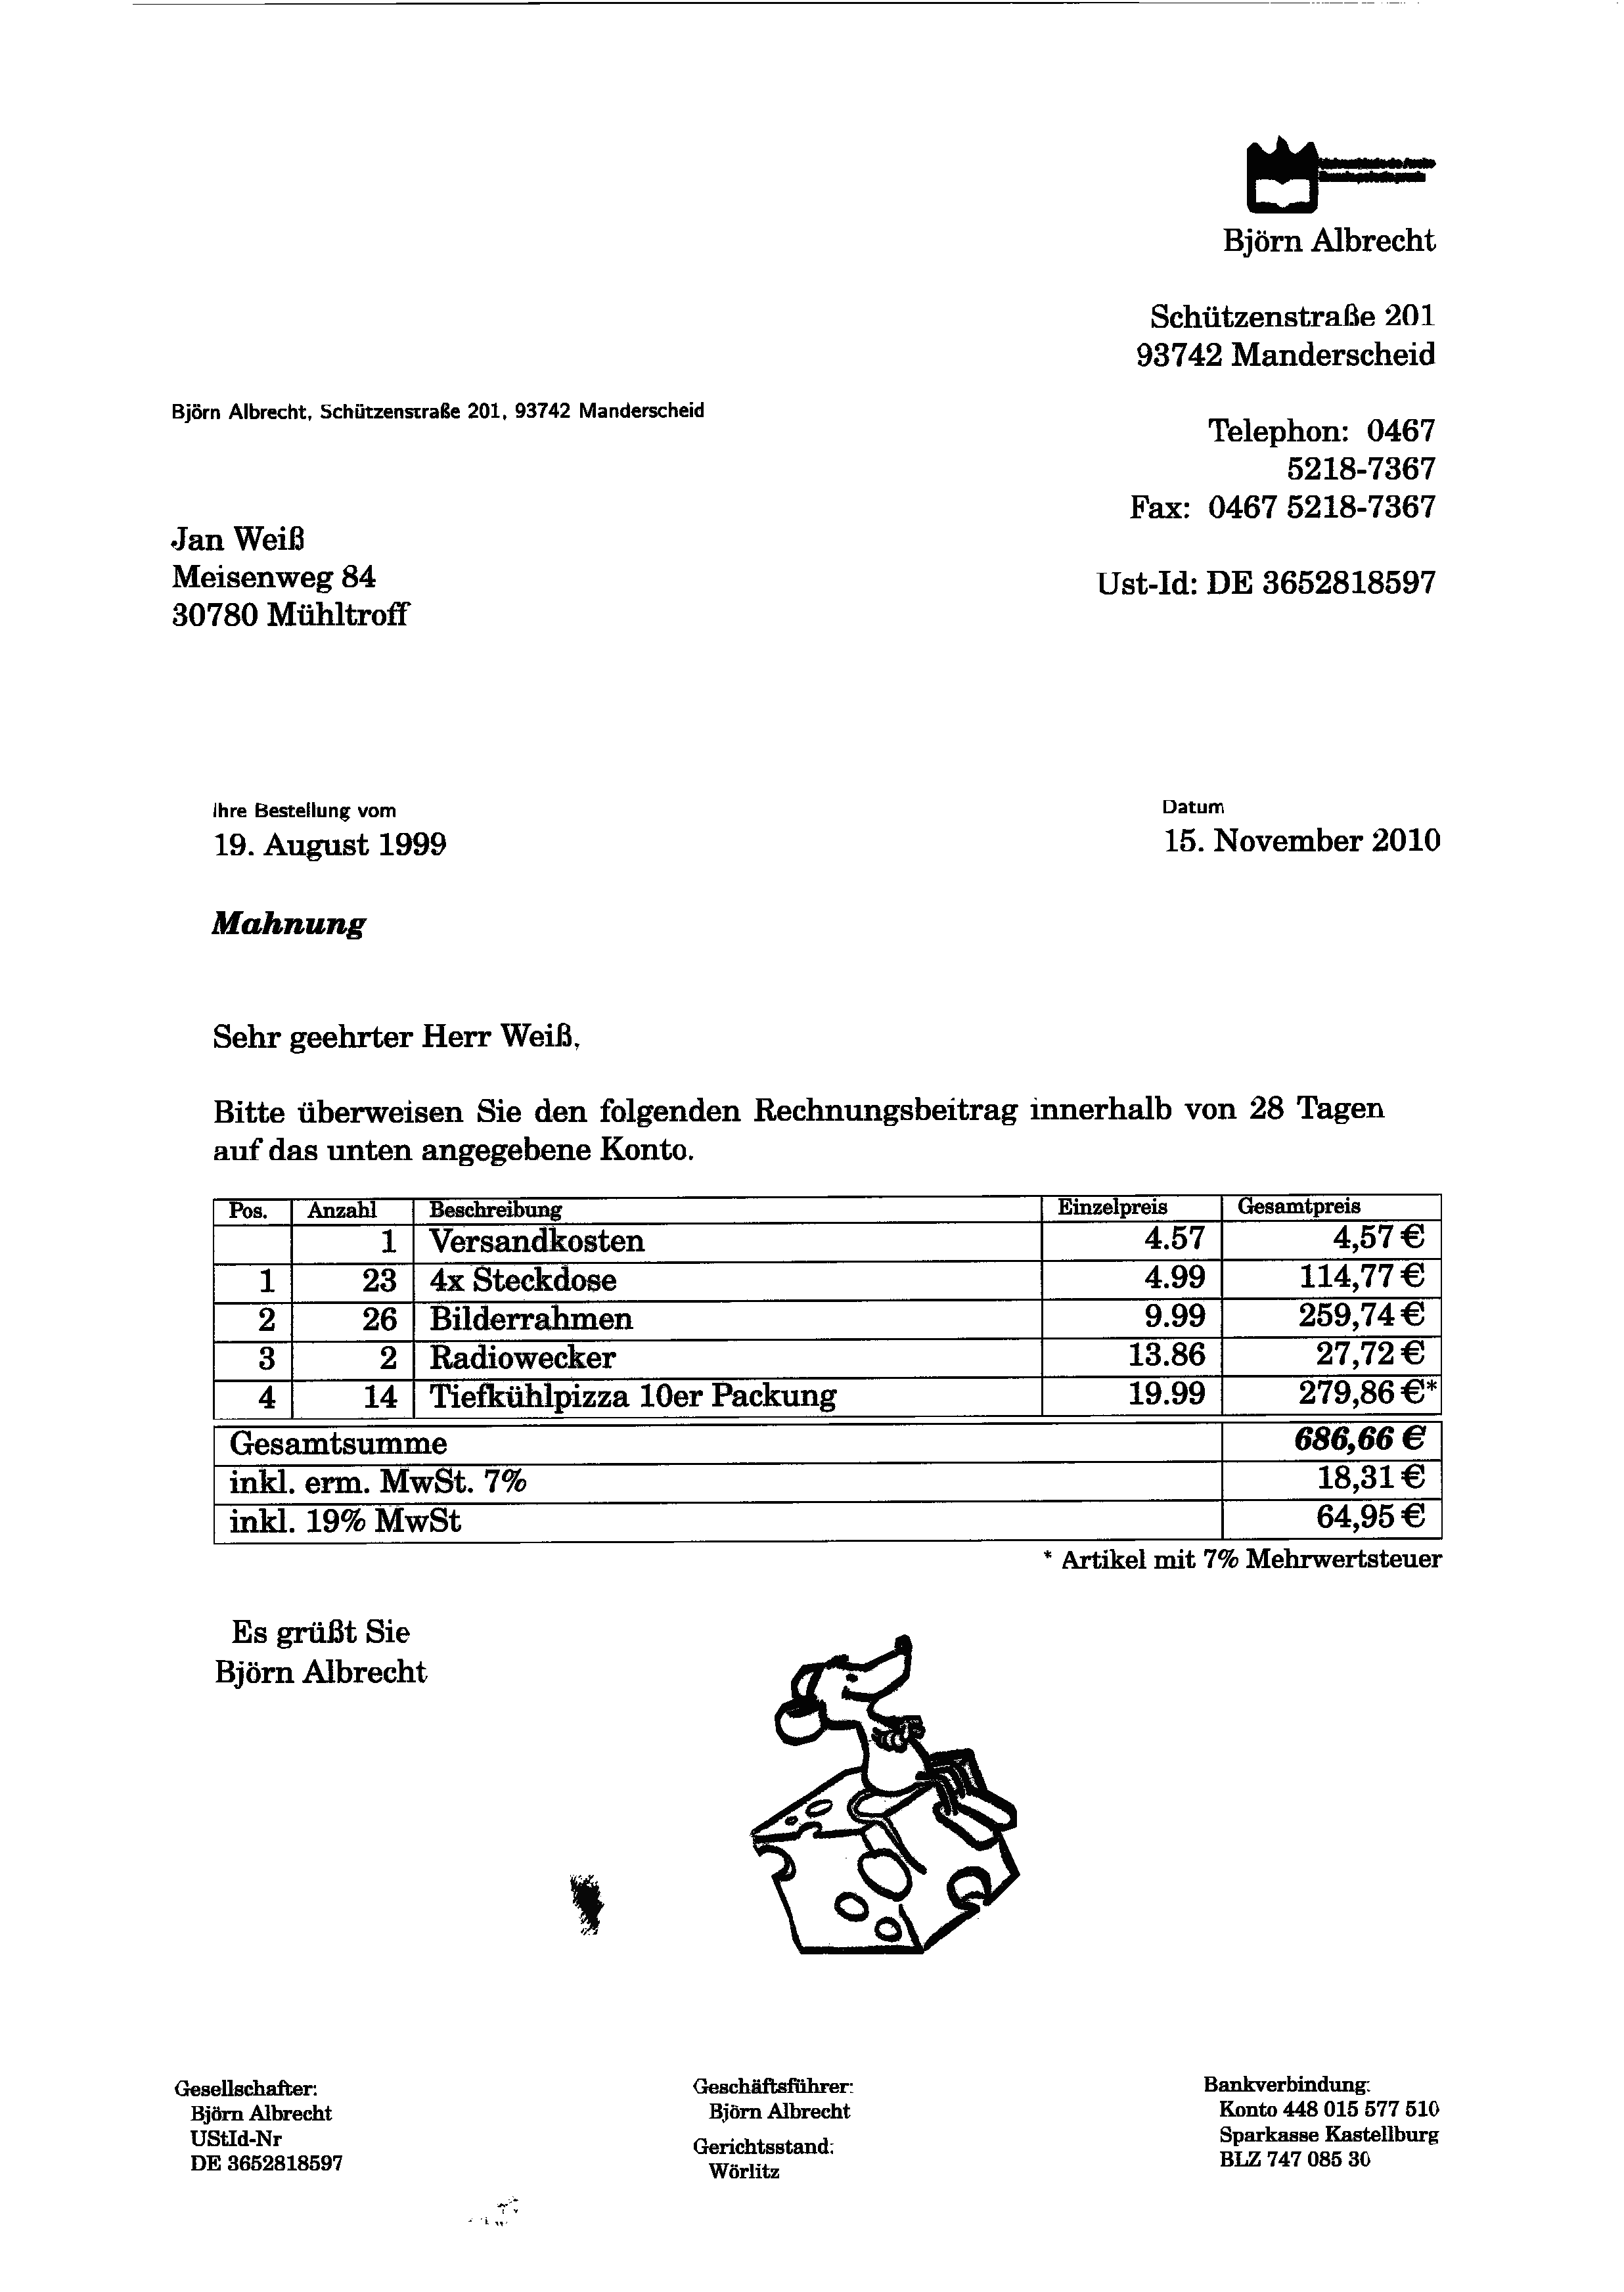 Björn Albrecht
Schützenstraße 201
93742 Manderscheid
Björn Albrecht, Schützenstraße 201, 93742 Manderscheid
Telephon: 0467
5218-7367
Fax: 0467 5218-7367
Jan Weiß
Meisenweg 84
30780 Mühltroff
Ust-Id: DE 3652818597
Ihre Bestellung vom
19. August 1999
Datum
15. November 2010
Mahnung
Sehr geehrter Herr Weiß,
Bitte überweisen Sie den folgenden Rechnungsbeitrag innerhalb von 28 Tagen
auf das unten angegebene Konto.
Pos. Anzahl Beschreibung Einzelpreis Gesamtpreis
1 Versandkosten 4.57 4,57 €
1 23 4x Steckdose 4.99 114,77 €
2 26 Bilderrahmen 9.99 259,74 €
3 2 Radiowecker 13.86 27,72 €
4 14 Tiefkühlpizza 10er Packung 19.99 279,86 €*
Gesamtsumme 686,66 €
inkl. erm. MwSt. 7% 18,31 €
inkl. 19% MwSt 64,95 €
* Artikel mit 7% Mehrwertsteuer
Es grüßt Sie
Björn Albrecht
Gesellschafter:
Björn Albrecht
UStId-Nr
DE 3652818597
Geschäftsführer:
Björn Albrecht
Gerichtsstand:
Wörlitz
Bankverbindung:
Konto 448 015 577 510
Sparkasse Kastellburg
BLZ 747 085 30